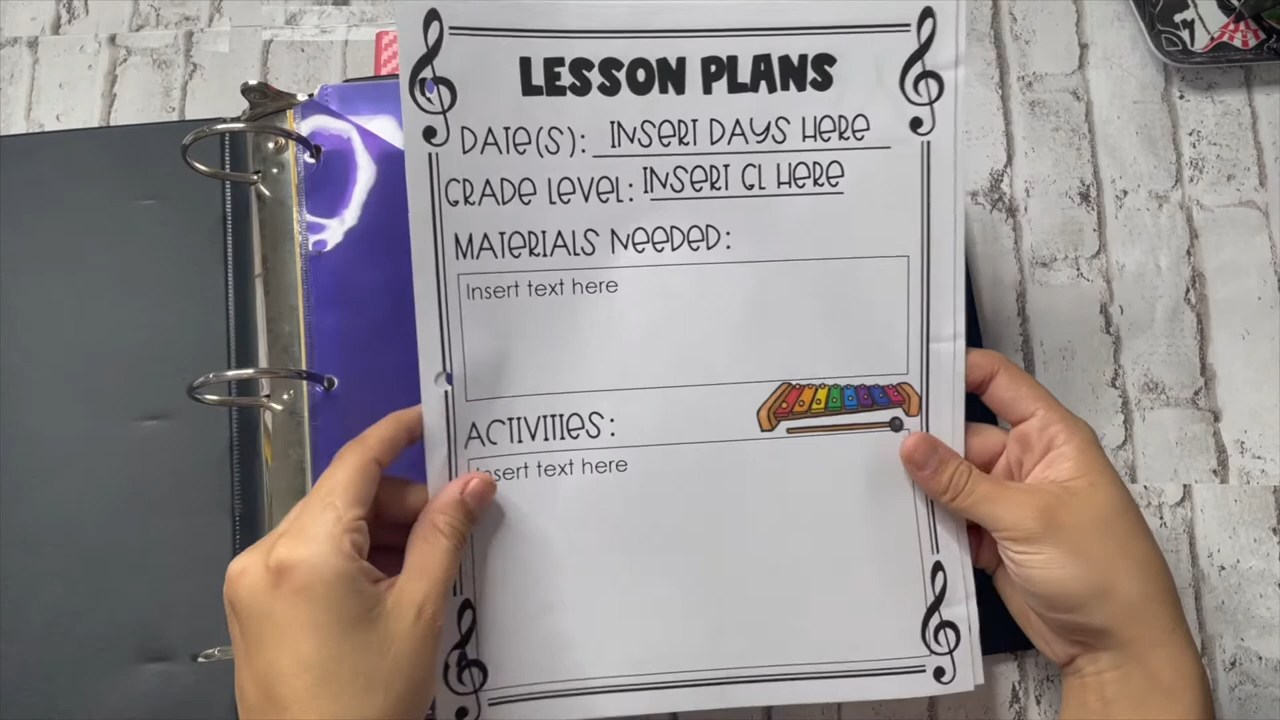 LESSON PLANS
DATE(S): INSERT DAYS HERE
GRADE LEVEL: INSERT GL HERE
MATERIALS NEEDED:
Insert text here
ACTIVITIES:
Insert text here